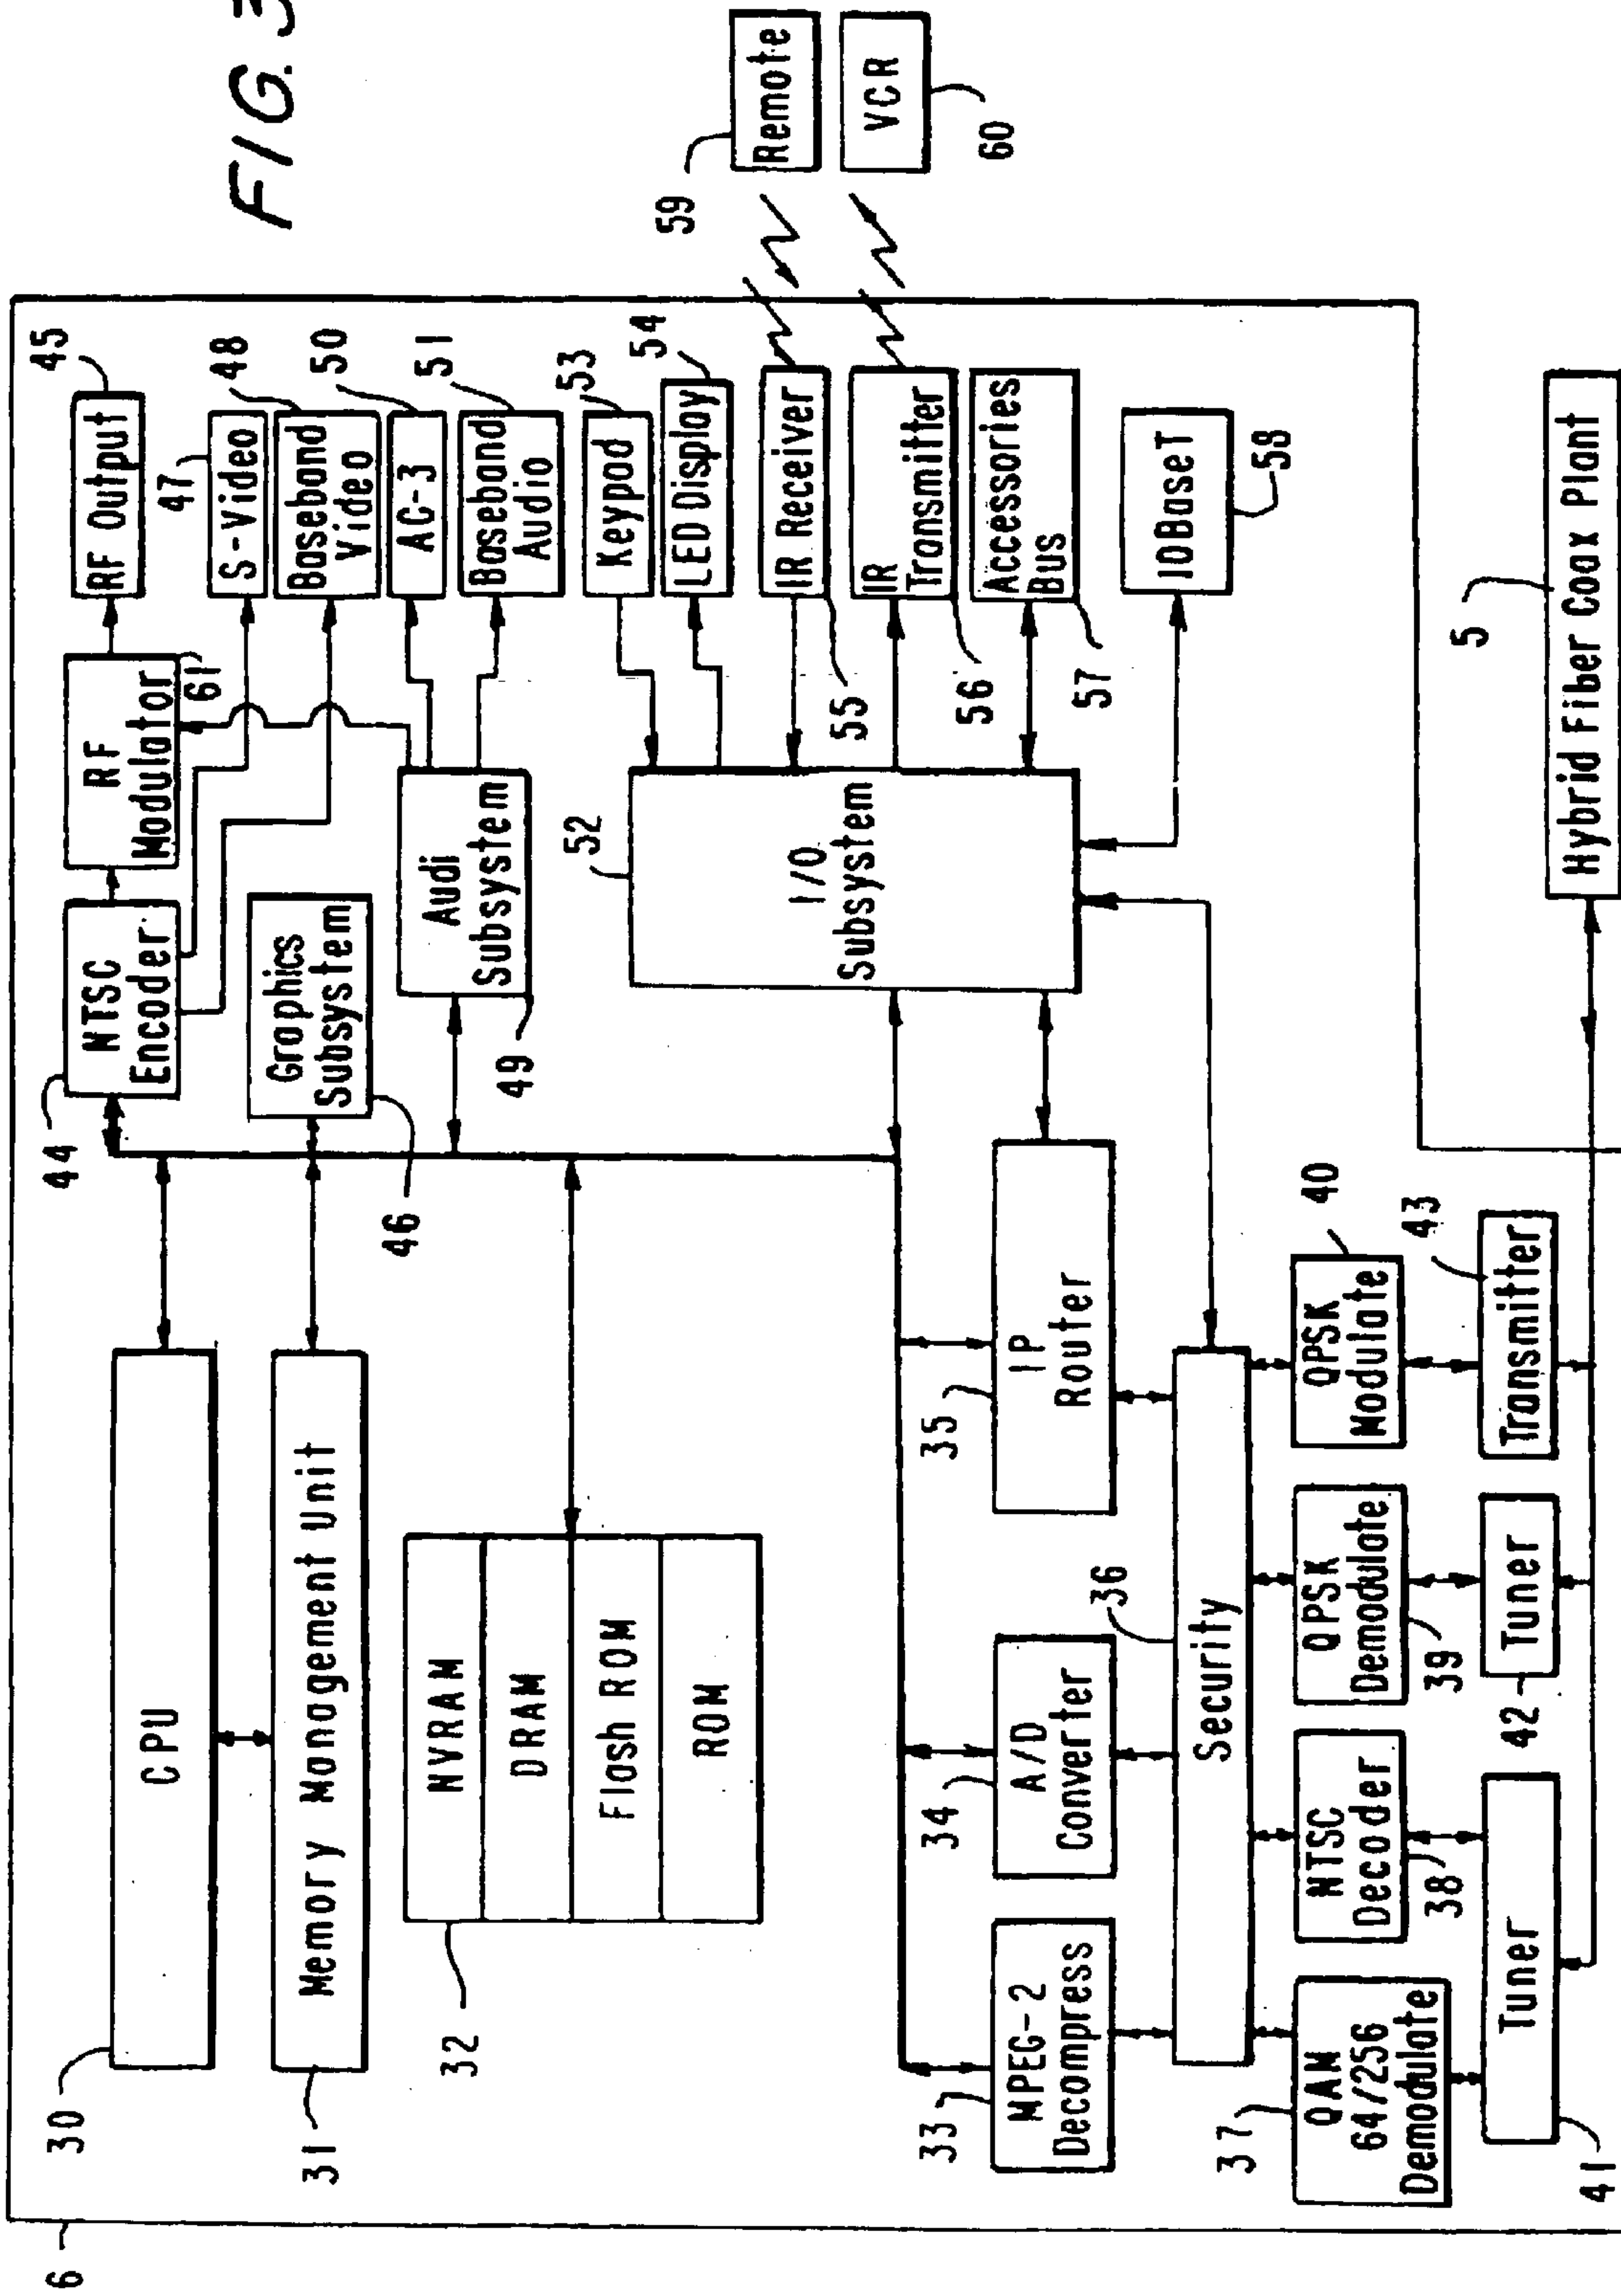 FIG. 3
6
30
CPU
31
Memory Management Unit
32
NVRAM
DRAM
Flash ROM
ROM
44
NTSC
Encoder
RF
Modulator
61
RF Output
45
46
Graphics
Subsystem
47
S-Video
48
Baseband
Video
49
Audi
Subsystem
50
AC-3
51
Baseband
Audio
52
I/O
Subsystem
53
Keypad
54
LED Display
55
IR Receiver
56
IR
Transmitter
57
Accessories
Bus
58
10BaseT
59
Remote
60
VCR
33
MPEG-2
Decompress
34
A/D
Converter
35
IP
Router
36
Security
37
QAM
64/256
Demodulate
38
NTSC
Decoder
39
QPSK
Demodulate
40
QPSK
Modulate
41
Tuner
42
Tuner
43
Transmitter
5
Hybrid Fiber Coax Plant